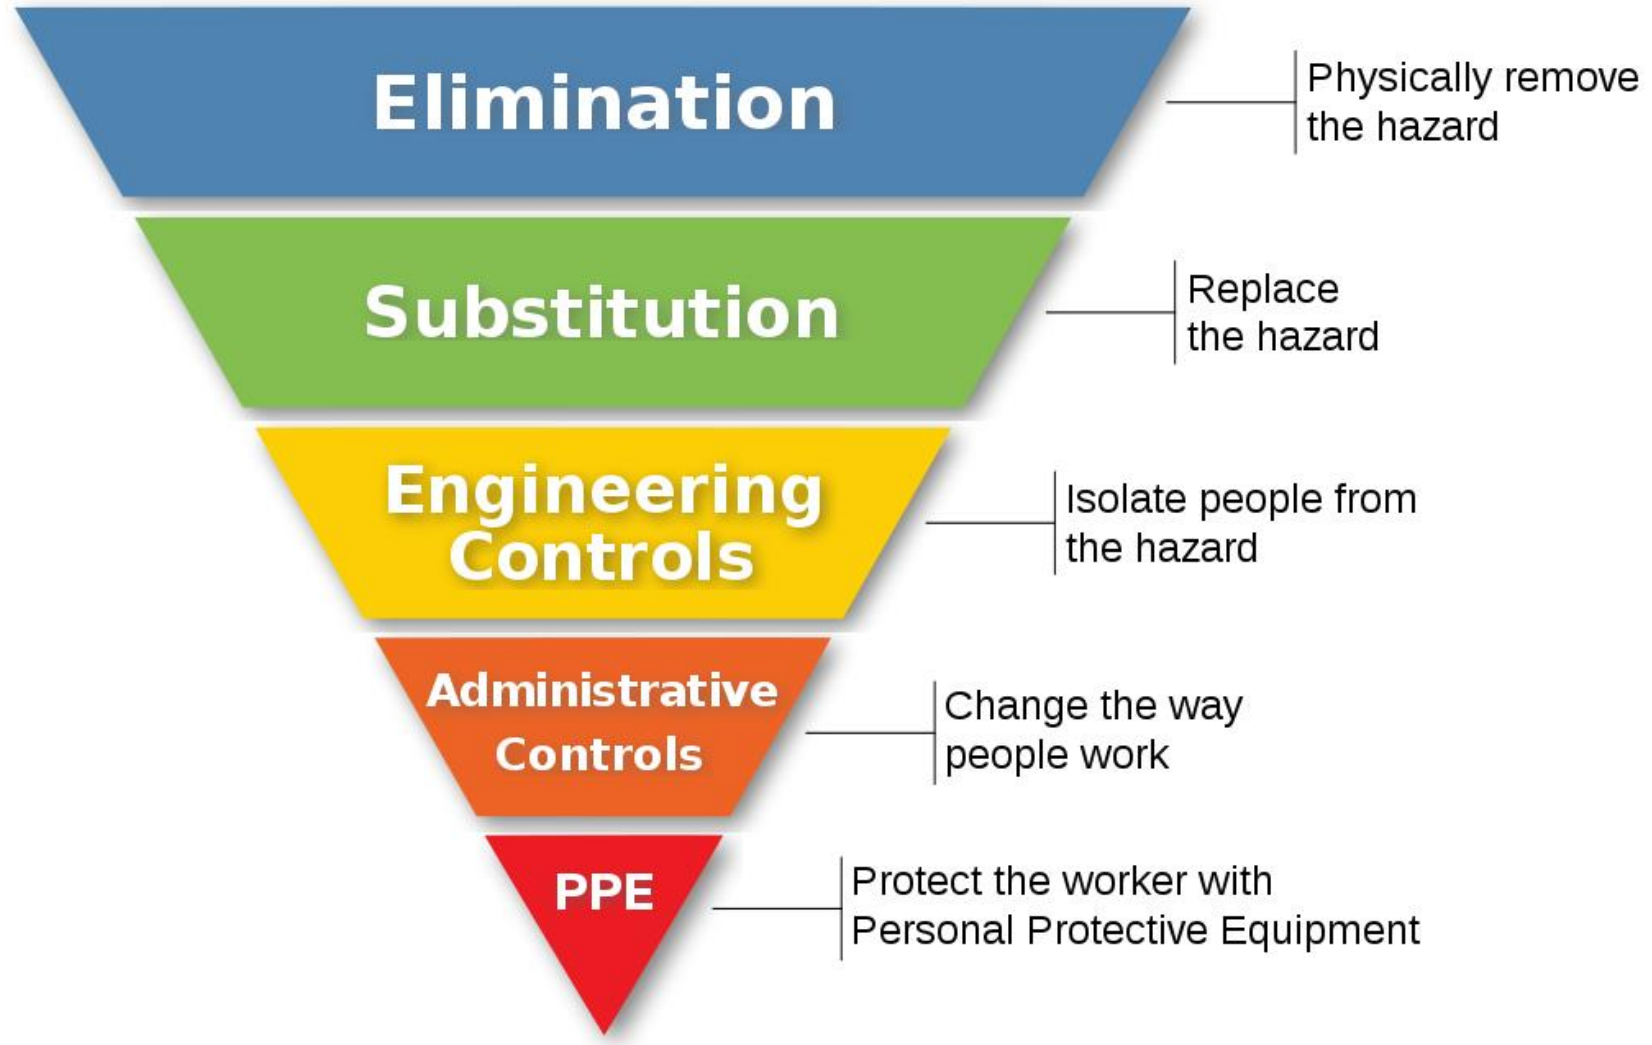 Elimination
Physically remove
the hazard
Substitution
Replace
the hazard
Engineering
Controls
Isolate people from
the hazard
Administrative
Controls
Change the way
people work
PPE
Protect the worker with
Personal Protective Equipment